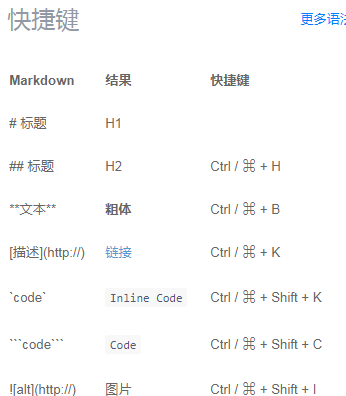 快捷键 更多语法
Markdown 结果 快捷键
# 标题 H1
## 标题 H2 Ctrl / ⌘ + H
**文本** 粗体 Ctrl / ⌘ + B
[描述](http://) 链接 Ctrl / ⌘ + K
`code` Inline Code Ctrl / ⌘ + Shift + K
```code``` Code Ctrl / ⌘ + Shift + C
![alt](http://) 图片 Ctrl / ⌘ + Shift + I